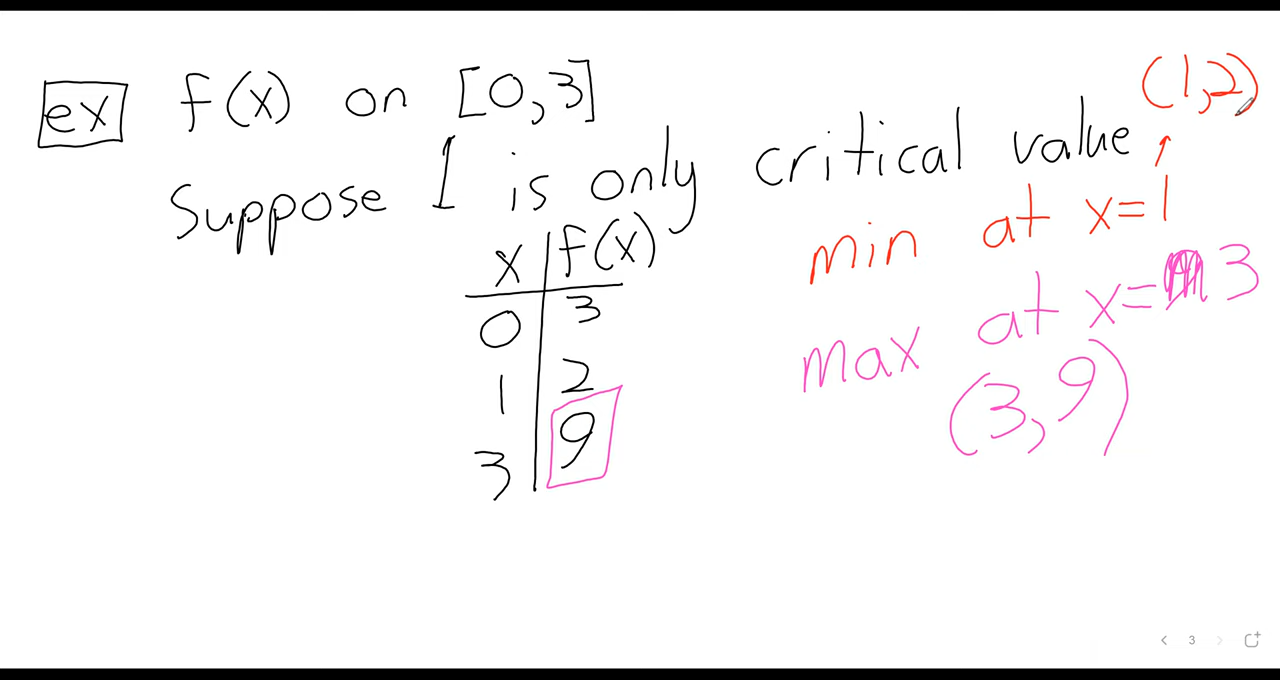 ex f(x) on [0,3]
Suppose 1 is only critical value
(1,2)
min at x=1
max at x= 3
(3,9)
x f(x)
0 3
1 2
3 9
< 3 >